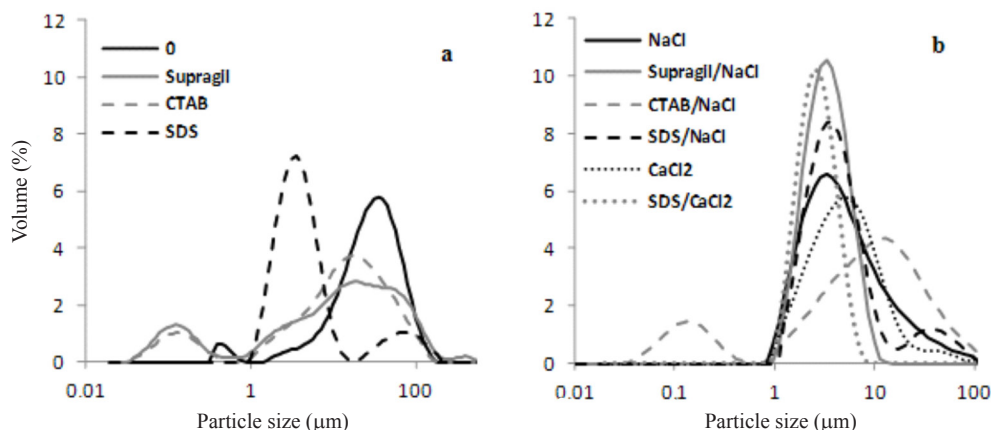 12
10
8
6
4
2
0
Volume (%)
a
0
Supragil
CTAB
SDS
0.01
1
100
Particle size (μm)
12
10
8
6
4
2
0
b
NaCl
Supragil/NaCl
CTAB/NaCl
SDS/NaCl
CaCl2
SDS/CaCl2
0.01
0.1
1
10
100
Particle size (μm)